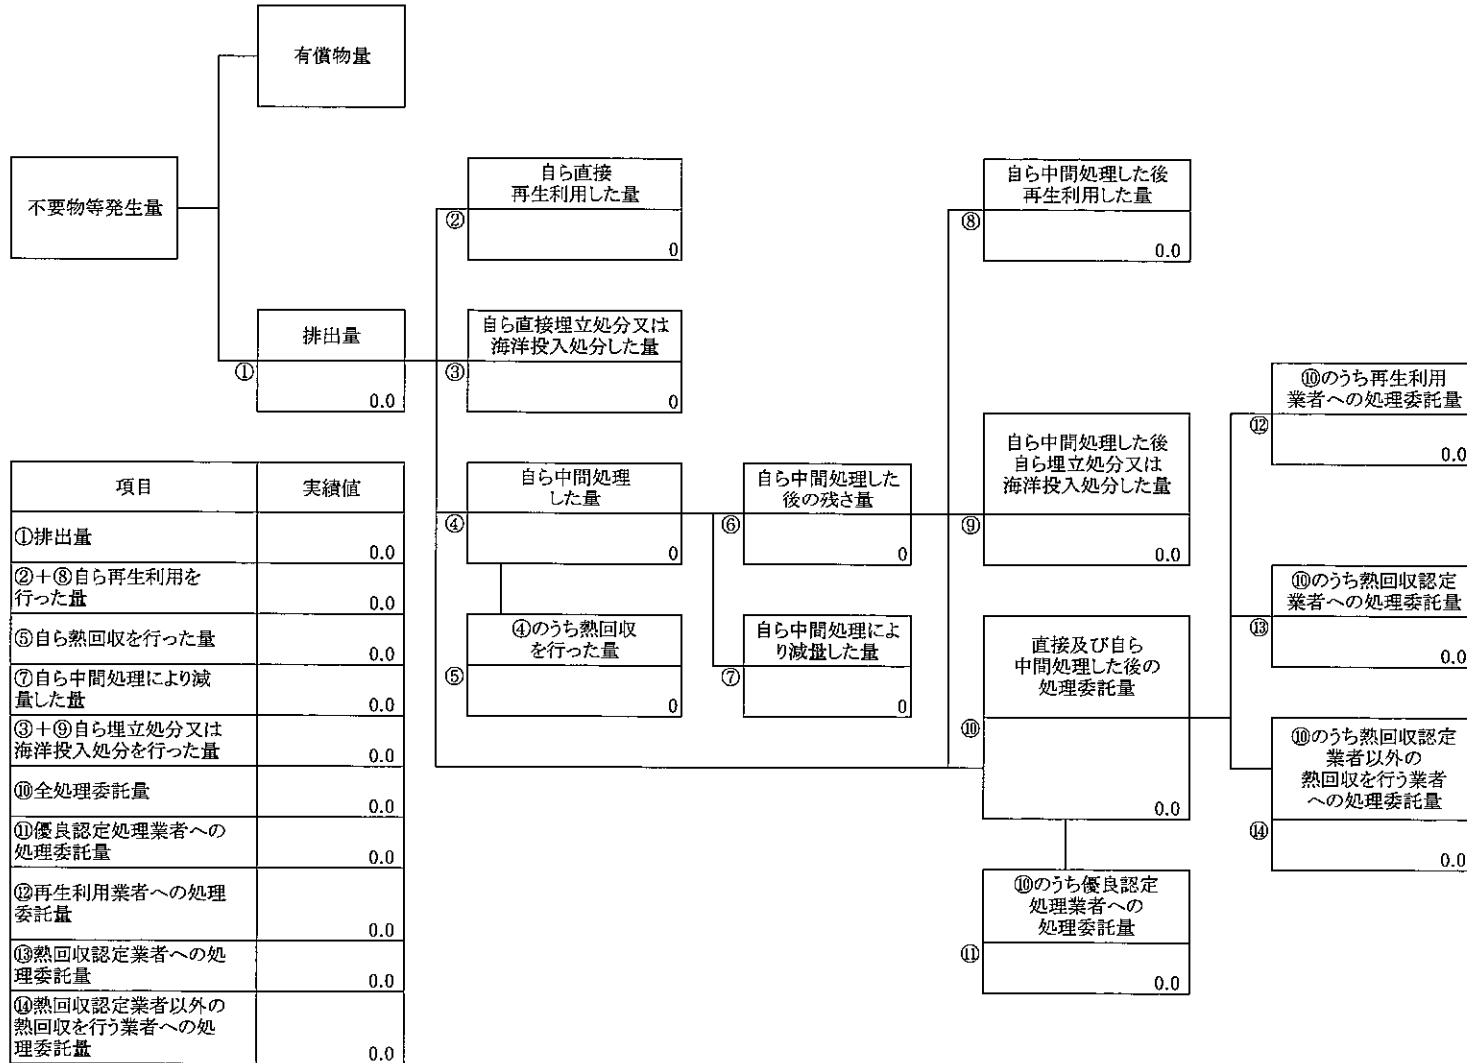 有償物量
不要物等発生量
排出量
①
0.0
自ら直接
再生利用した量
②
0
自ら直接埋立処分又は
海洋投入処分した量
③
0
自ら中間処理
した量
④
0
④のうち熱回収
を行った量
⑤
0
自ら中間処理した
後の残さ量
⑥
0
自ら中間処理によ
り減量した量
⑦
0
自ら中間処理した後
再生利用した量
⑧
0.0
自ら中間処理した後
自ら埋立処分又は
海洋投入処分した量
⑨
0.0
直接及び自ら
中間処理した後の
処理委託量
⑩
0.0
⑩のうち優良認定
処理業者への
処理委託量
⑪
0.0
⑩のうち再生利用
業者への処理委託量
⑫
0.0
⑩のうち熱回収認定
業者への処理委託量
⑬
0.0
⑩のうち熱回収認定
業者以外の
熱回収を行う業者
への処理委託量
⑭
0.0
項目 実績値
①排出量
0.0
②＋⑧自ら再生利用を
行った量 0.0
⑤自ら熱回収を行った量
0.0
⑦自ら中間処理により減
量した量 0.0
③＋⑨自ら埋立処分又は
海洋投入処分を行った量 0.0
⑩全処理委託量
0.0
⑪優良認定処理業者への
処理委託量 0.0
⑫再生利用業者への処理
委託量
0.0
⑬熱回収認定業者への処
理委託量 0.0
⑭熱回収認定業者以外の
熱回収を行う業者への処
理委託量 0.0